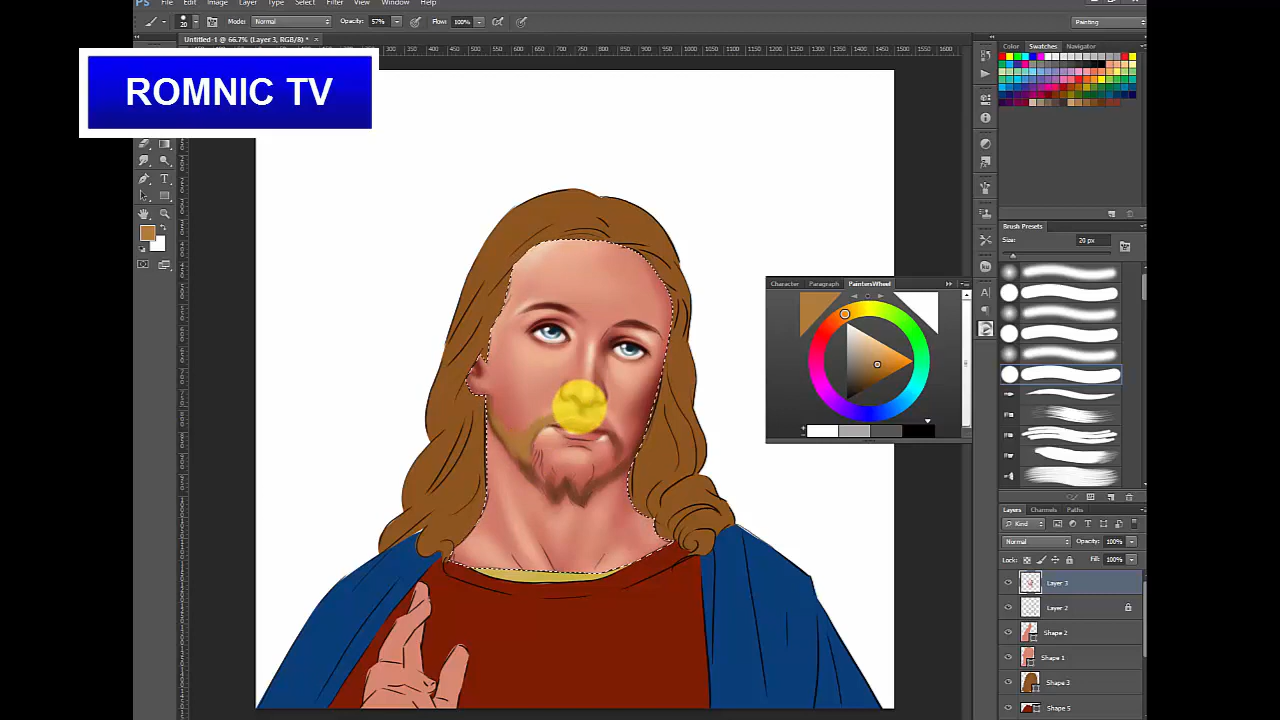 File Edit Image Layer Type Select Filter View Window
20 Mode: Normal Opacity: 57% Flow: 100% Painting
Untitled-1 @ 66.7% (Layer 3, RGB/8) *
ROMNIC TV
Color Swatches Navigator
Brush Presets
Size: 20 px
Character Paragraph PaintersWheel
Layers Channels Paths
Kind
Normal Opacity: 100%
Lock: Fill: 100%
Layer 3
Layer 2
Shape 2
Shape 1
Shape 3
Shape 5